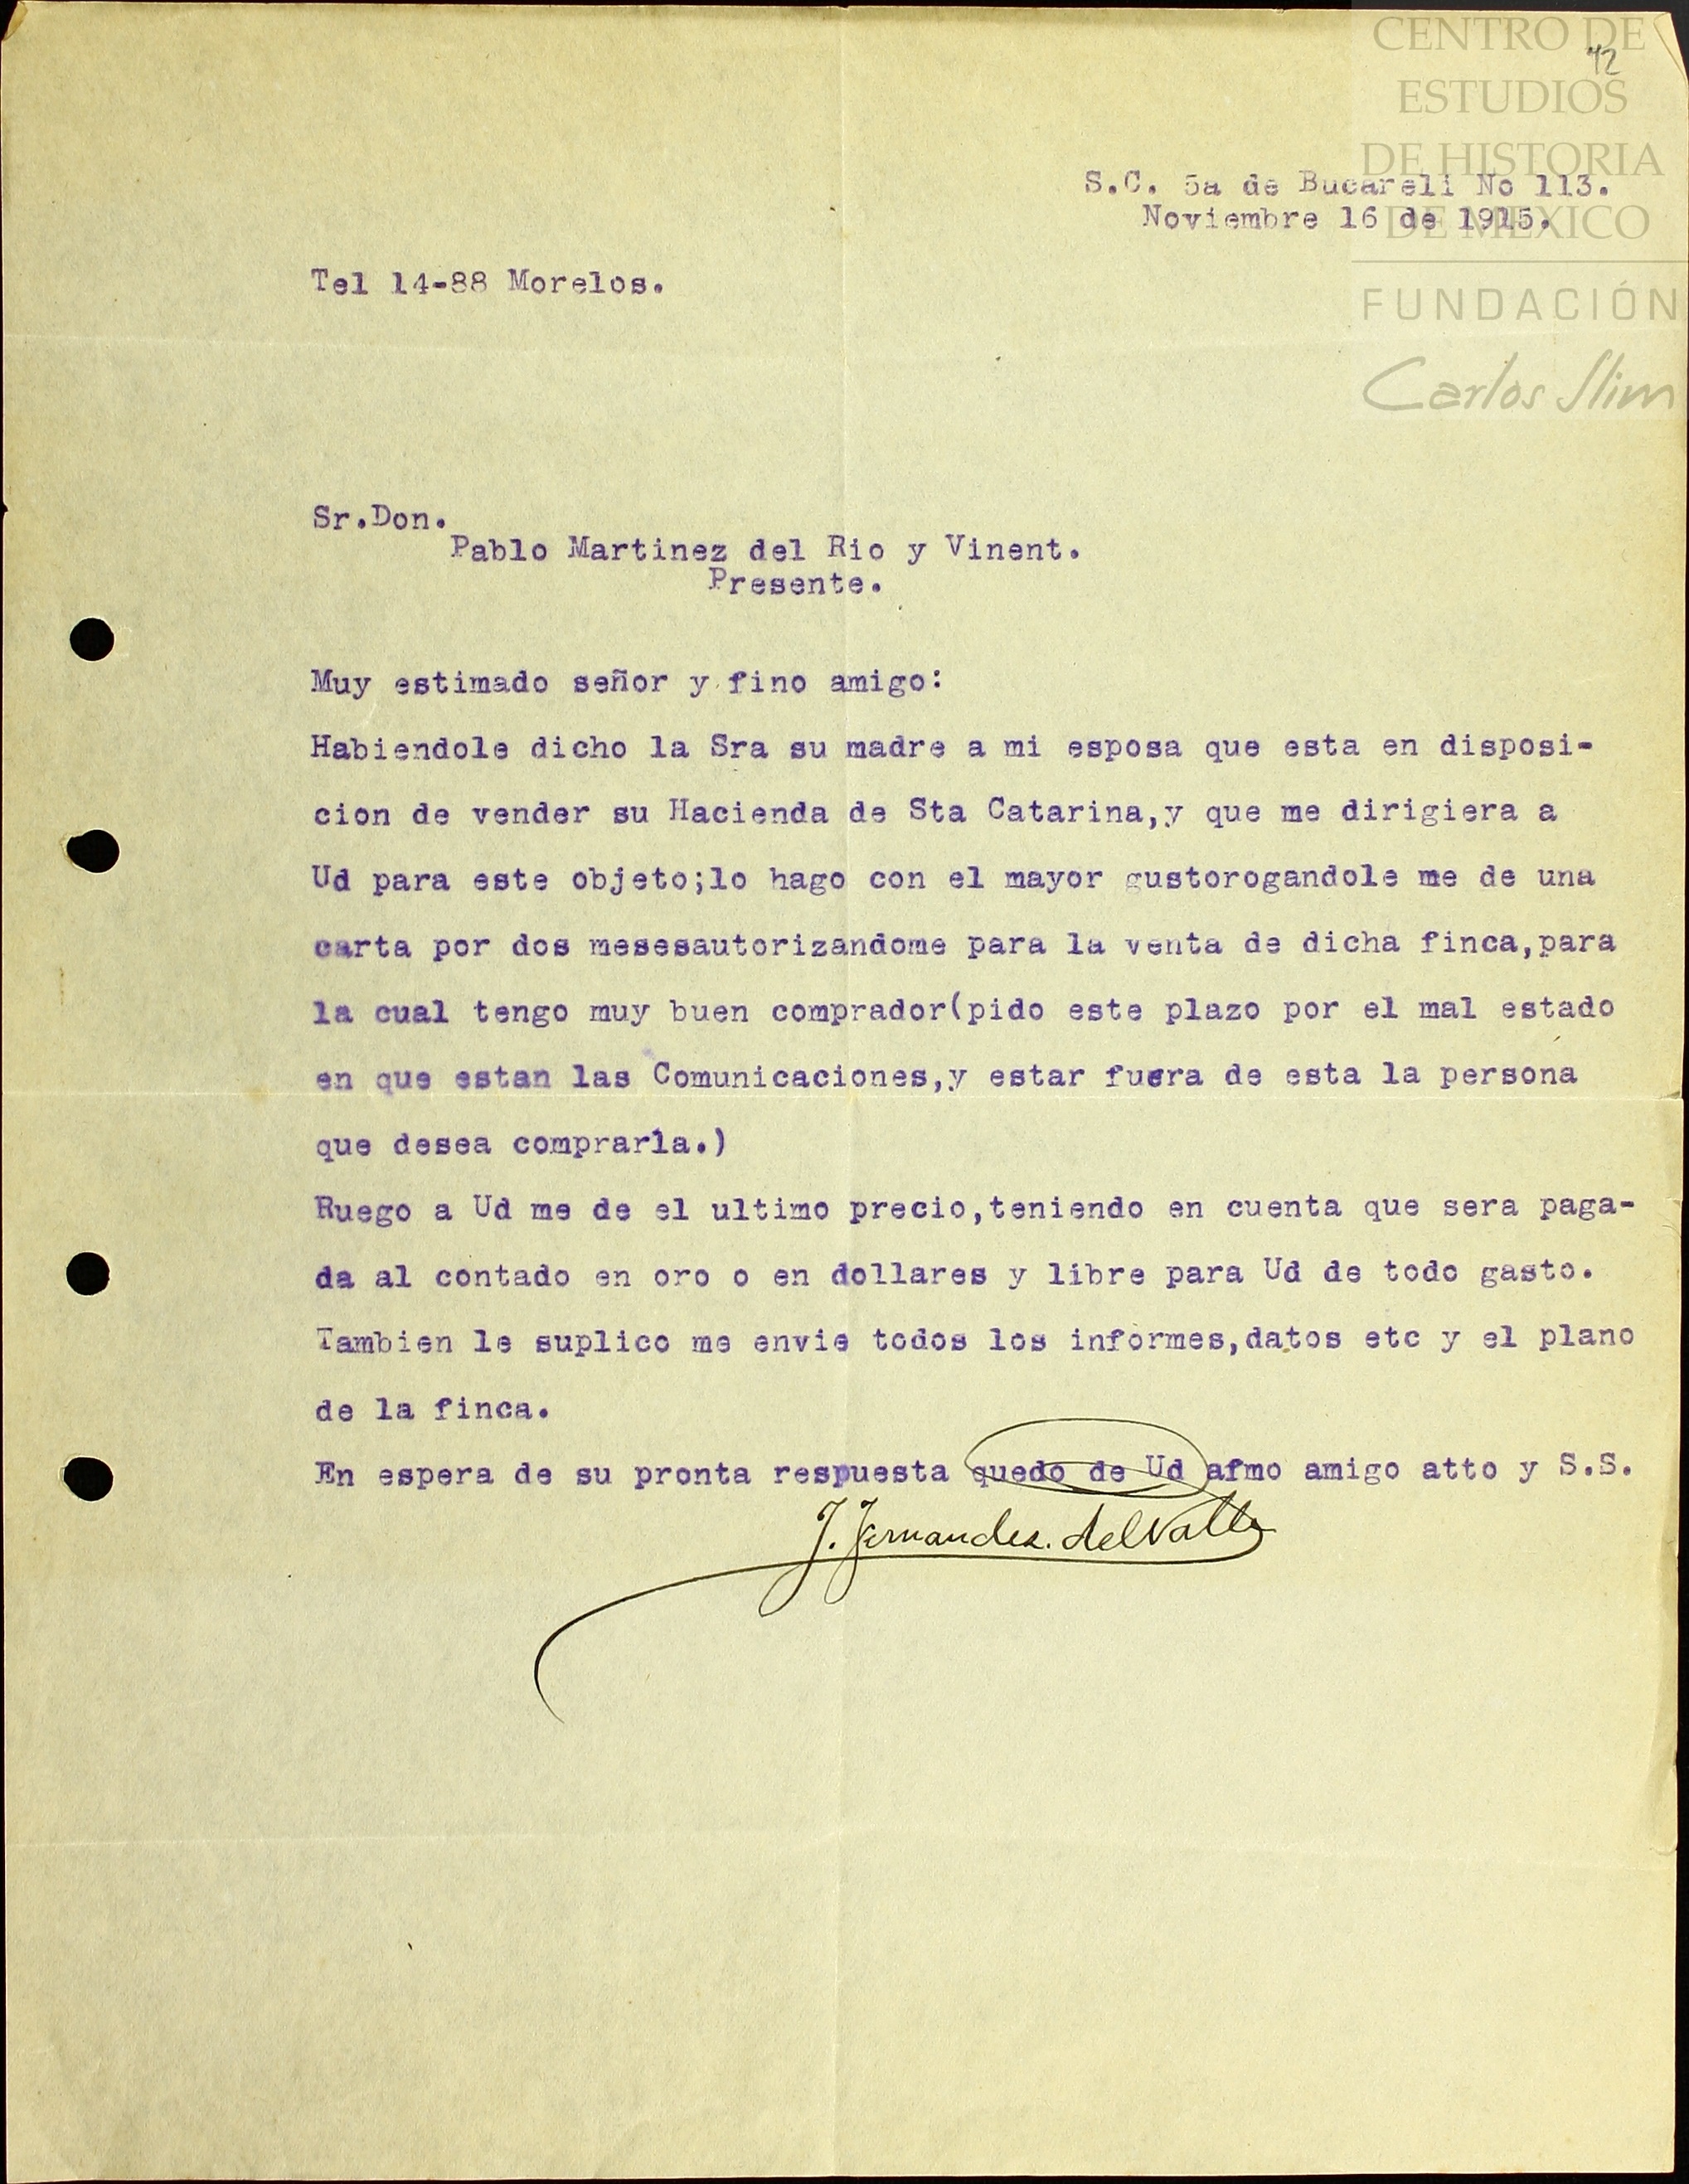 CENTRO DE
42
ESTUDIOS
DE HISTORIA
DE MEXICO
FUNDACIÓN
Carlos Slim
S.C. 5a de Bucareli No 113.
Noviembre 16 de 1915.
Tel 14-88 Morelos.
Sr.Don.
Pablo Martinez del Rio y Vinent.
Presente.
Muy estimado señor y fino amigo:
Habiendole dicho la Sra su madre a mi esposa que esta en disposi-
cion de vender su Hacienda de Sta Catarina,y que me dirigiera a
Ud para este objeto;lo hago con el mayor gustorogandole me de una
carta por dos mesesautorizandome para la venta de dicha finca,para
la cual tengo muy buen comprador(pido este plazo por el mal estado
en que estan las Comunicaciones,y estar fuera de esta la persona
que desea comprarla.)
Ruego a Ud me de el ultimo precio,teniendo en cuenta que sera paga-
da al contado en oro o en dollares y libre para Ud de todo gasto.
Tambien le suplico me envie todos los informes,datos etc y el plano
de la finca.
En espera de su pronta respuesta quedo de Ud afmo amigo atto y S.S.
J. Fernandez. del Valle